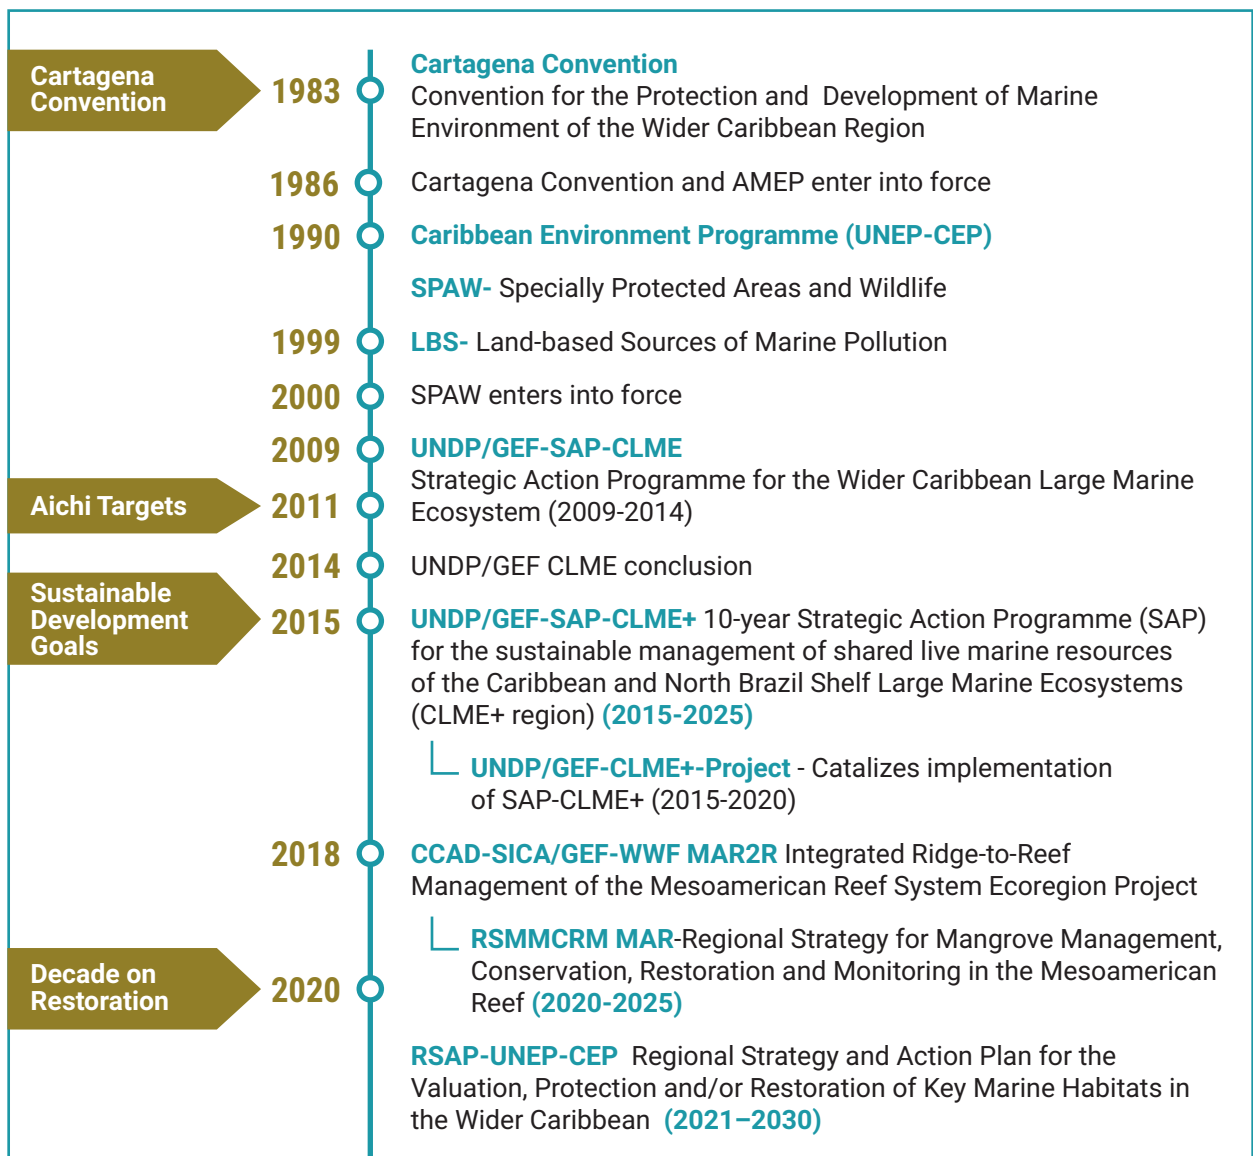 Cartagena
Convention
1983
Cartagena Convention
Convention for the Protection and Development of Marine
Environment of the Wider Caribbean Region
1986
Cartagena Convention and AMEP enter into force
1990
Caribbean Environment Programme (UNEP-CEP)
SPAW- Specially Protected Areas and Wildlife
1999
LBS- Land-based Sources of Marine Pollution
2000
SPAW enters into force
2009
UNDP/GEF-SAP-CLME
Strategic Action Programme for the Wider Caribbean Large Marine
Ecosystem (2009-2014)
Aichi Targets
2011
2014
UNDP/GEF CLME conclusion
Sustainable
Development
Goals
2015
UNDP/GEF-SAP-CLME+ 10-year Strategic Action Programme (SAP)
for the sustainable management of shared live marine resources
of the Caribbean and North Brazil Shelf Large Marine Ecosystems
(CLME+ region) (2015-2025)
UNDP/GEF-CLME+-Project - Catalizes implementation
of SAP-CLME+ (2015-2020)
2018
CCAD-SICA/GEF-WWF MAR2R Integrated Ridge-to-Reef
Management of the Mesoamerican Reef System Ecoregion Project
RSMMCRM MAR-Regional Strategy for Mangrove Management,
Conservation, Restoration and Monitoring in the Mesoamerican
Reef (2020-2025)
Decade on
Restoration
2020
RSAP-UNEP-CEP Regional Strategy and Action Plan for the
Valuation, Protection and/or Restoration of Key Marine Habitats in
the Wider Caribbean (2021–2030)